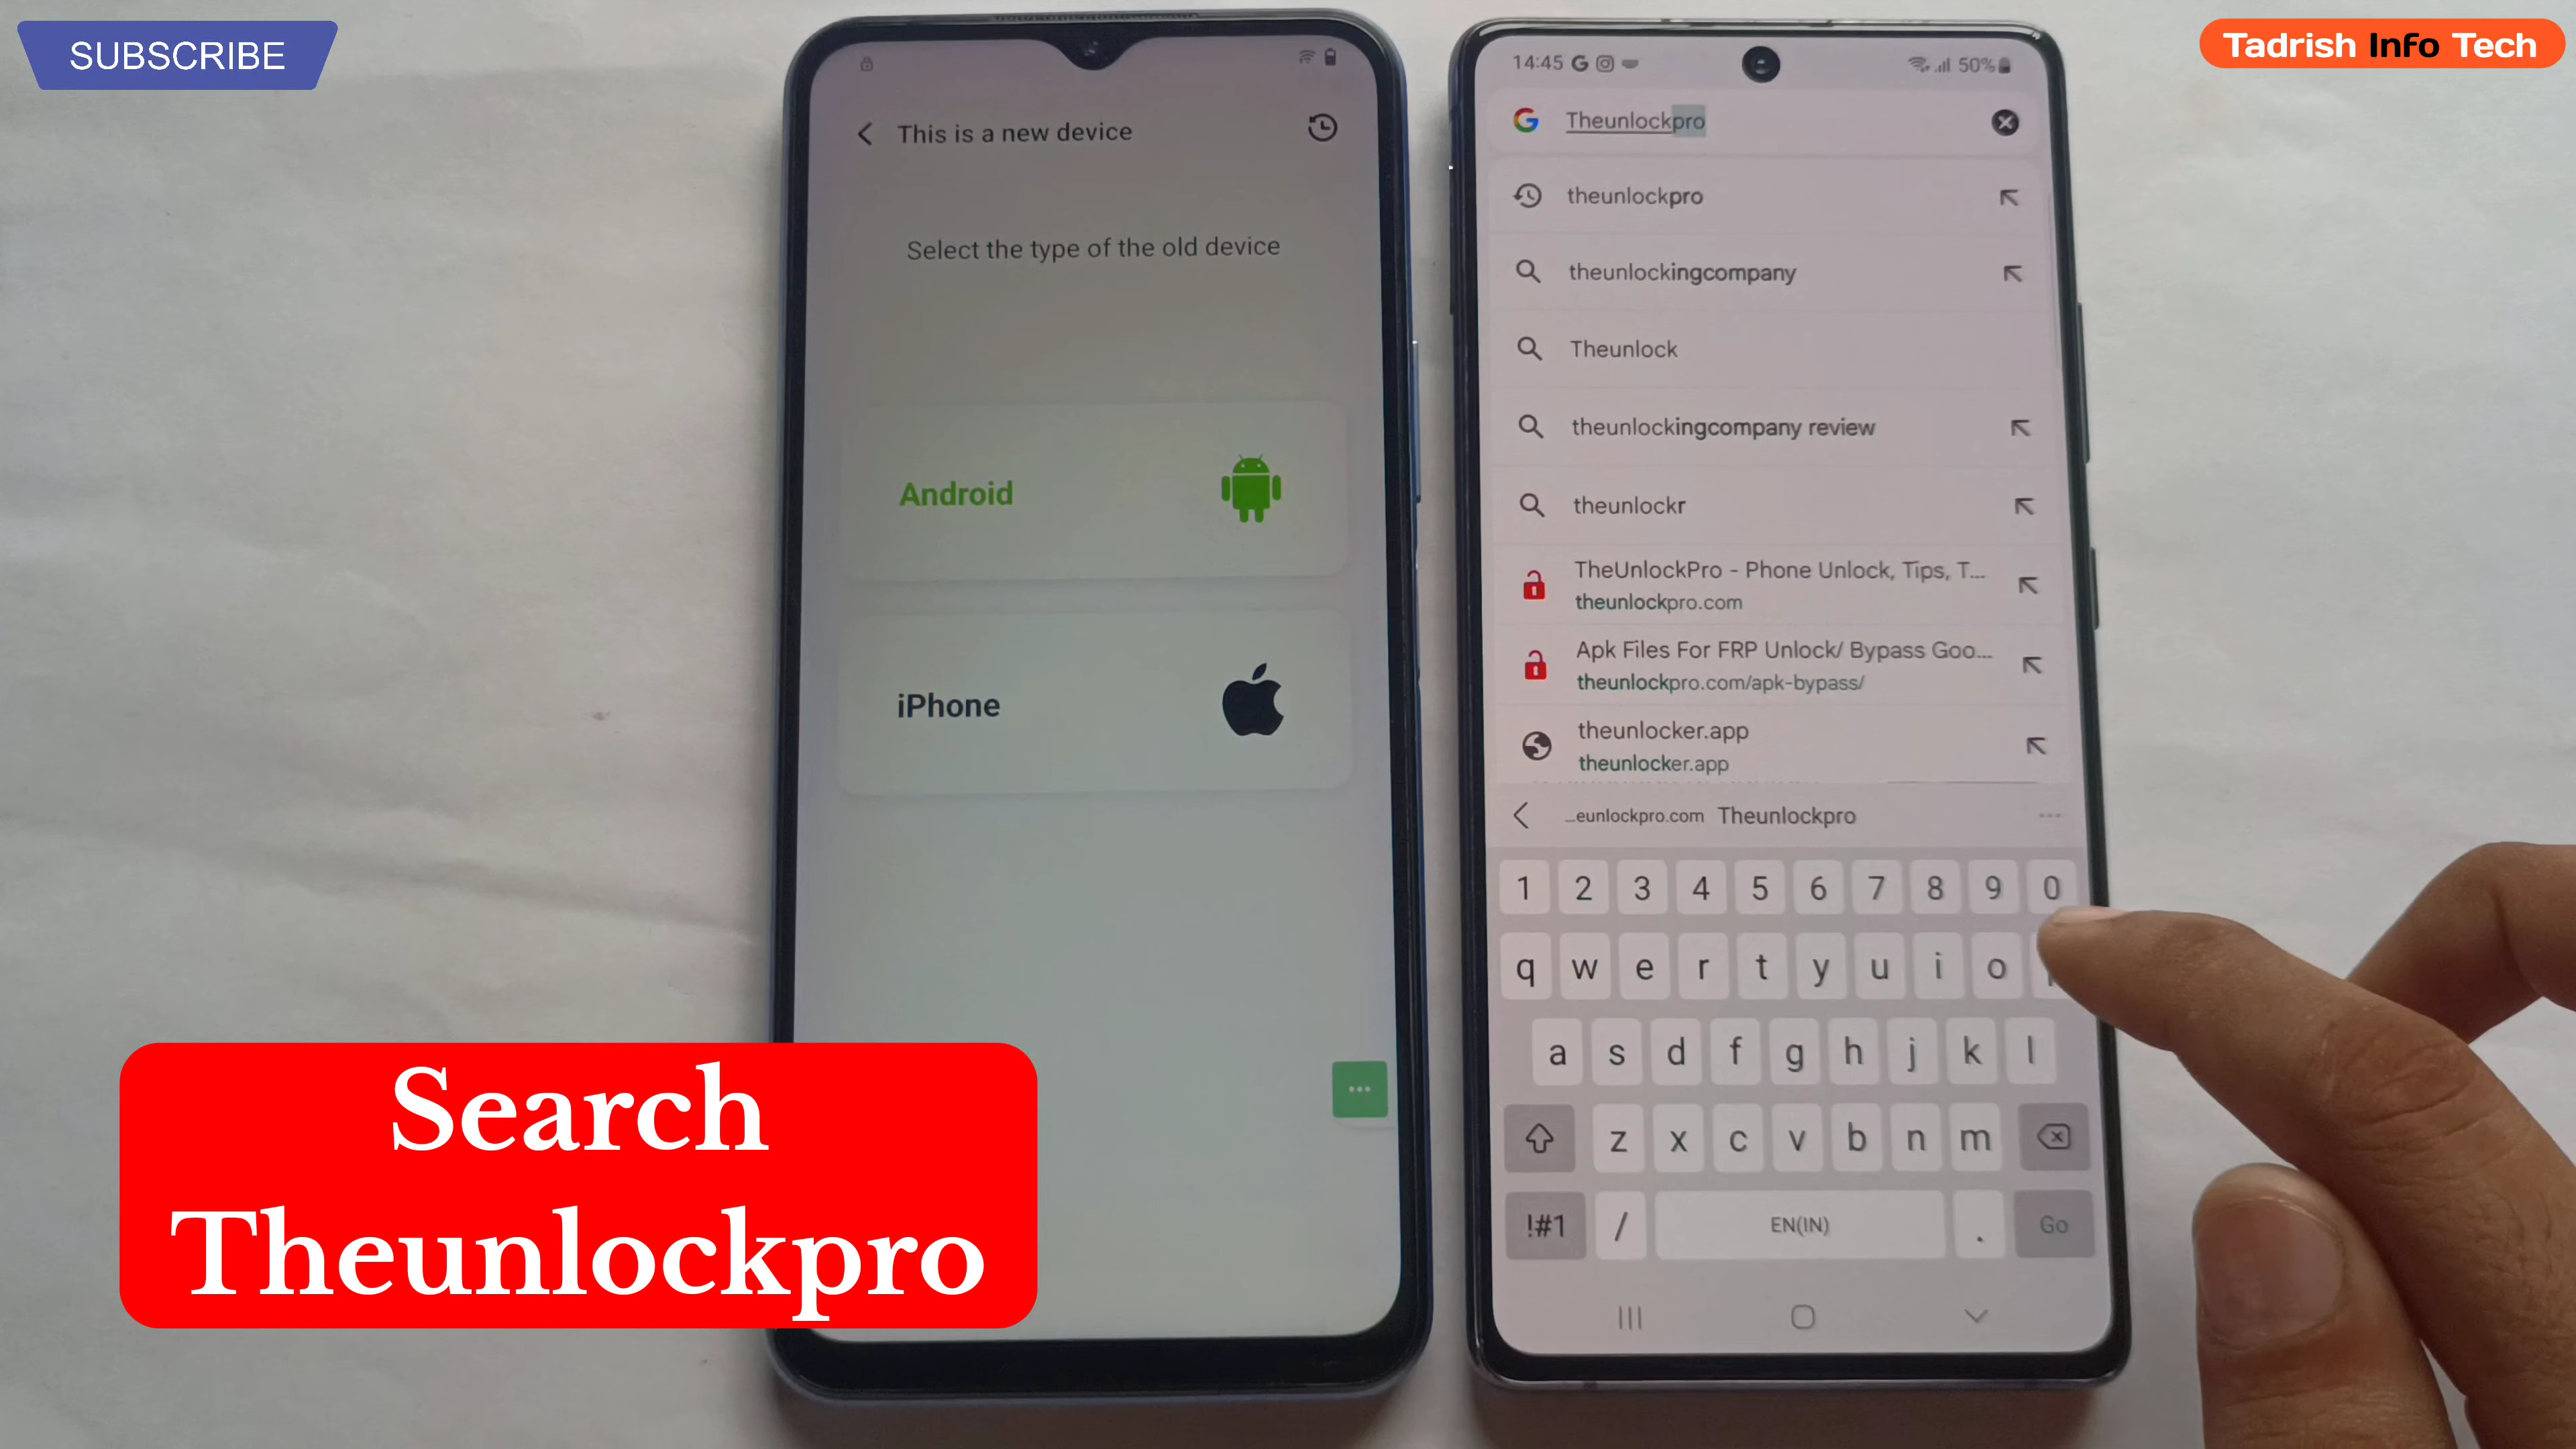 SUBSCRIBE
Tadrish Info Tech
This is a new device
Select the type of the old device
Android
iPhone
14:45
50%
Theunlockpro
theunlockpro
theunlockingcompany
Theunlock
theunlockingcompany review
theunlockr
TheUnlockPro - Phone Unlock, Tips, T...
theunlockpro.com
Apk Files For FRP Unlock/ Bypass Goo...
theunlockpro.com/apk-bypass/
theunlocker.app
theunlocker.app
...eunlockpro.com Theunlockpro
1 2 3 4 5 6 7 8 9 0
q w e r t y u i o
a s d f g h j k l
z x c v b n m
!#1 / EN(IN) . Go
Search
Theunlockpro